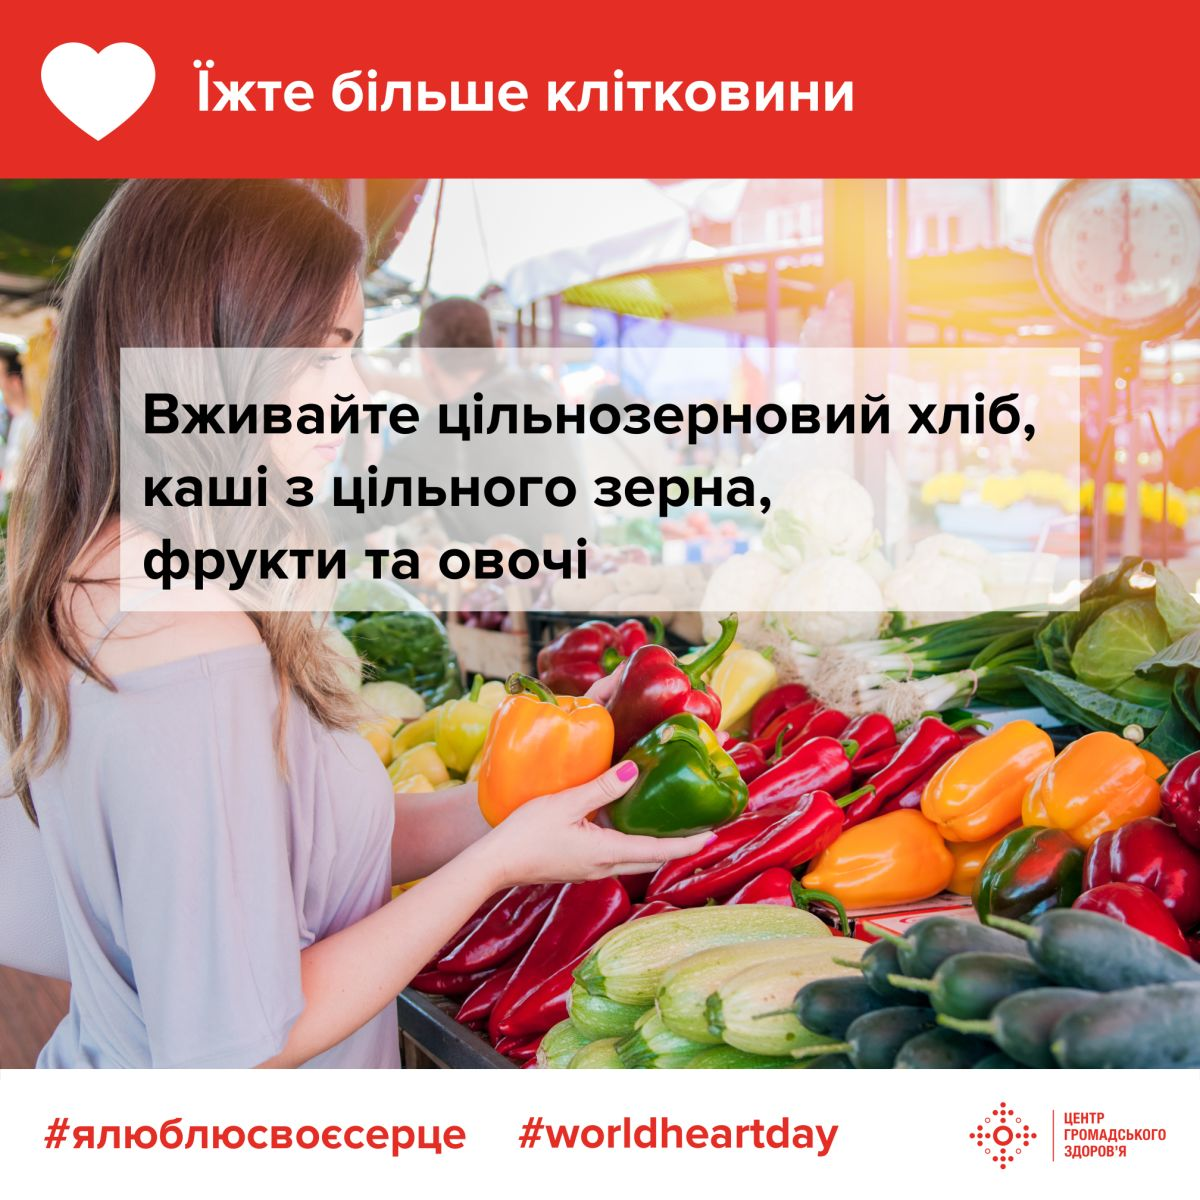 Їжте більше клітковини
Вживайте цільнозерновий хліб,
каші з цільного зерна,
фрукти та овочі
#ялюблюсвоєсерце #worldheartday
ЦЕНТР
ГРОМАДСЬКОГО
ЗДОРОВ'Я